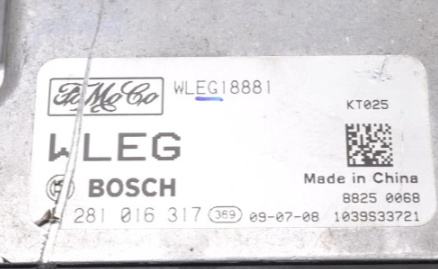 FoMoCo WLEG18881
KT025
WLEG
Made in China
BOSCH
8825 0068
281 016 317 369 09-07-08 1039S33721